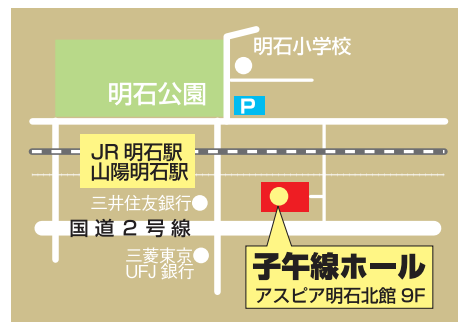 明石小学校
明石公園
P
JR 明石駅
山陽明石駅
三井住友銀行
国道 2 号線
三菱東京
UFJ 銀行
子午線ホール
アスピア明石北館 9F